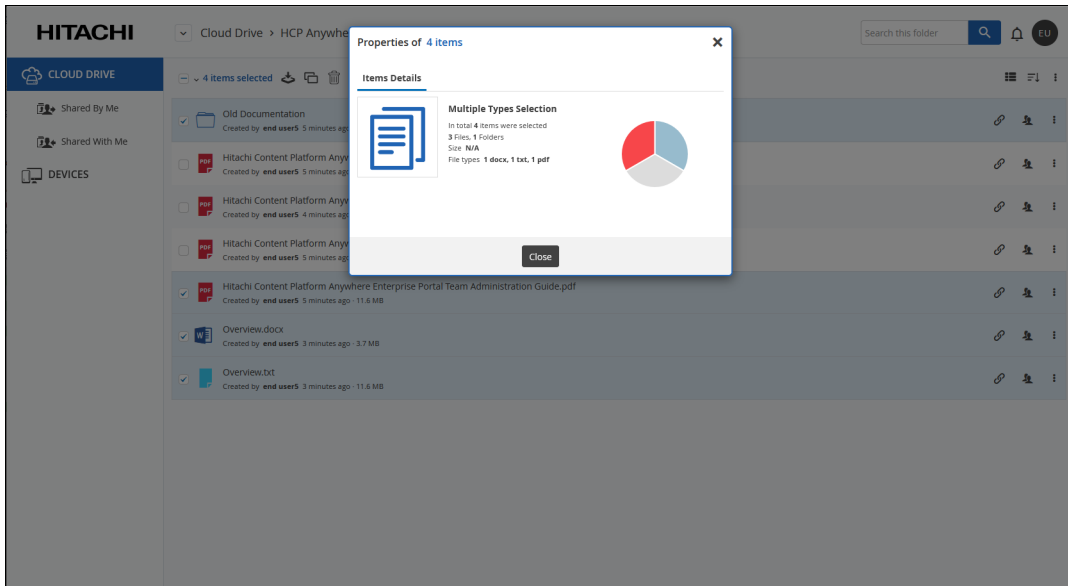 HITACHI
Cloud Drive > HCP Anywhe
Search this folder
EU
CLOUD DRIVE
Shared By Me
Shared With Me
DEVICES
4 items selected
Properties of 4 items
Items Details
Multiple Types Selection
In total 4 items were selected
3 Files, 1 Folders
Size N/A
File types 1 docx, 1 txt, 1 pdf
Close
Old Documentation
Created by end user5 5 minutes ago
PDF
Hitachi Content Platform Anyw
Created by end user5 5 minutes ago
PDF
Hitachi Content Platform Anyw
Created by end user5 4 minutes ago
PDF
Hitachi Content Platform Anyw
Created by end user5 5 minutes ago
PDF
Hitachi Content Platform Anywhere Enterprise Portal Team Administration Guide.pdf
Created by end user5 5 minutes ago · 11.6 MB
W
Overview.docx
Created by end user5 3 minutes ago · 3.7 MB
Overview.txt
Created by end user5 3 minutes ago · 11.6 MB